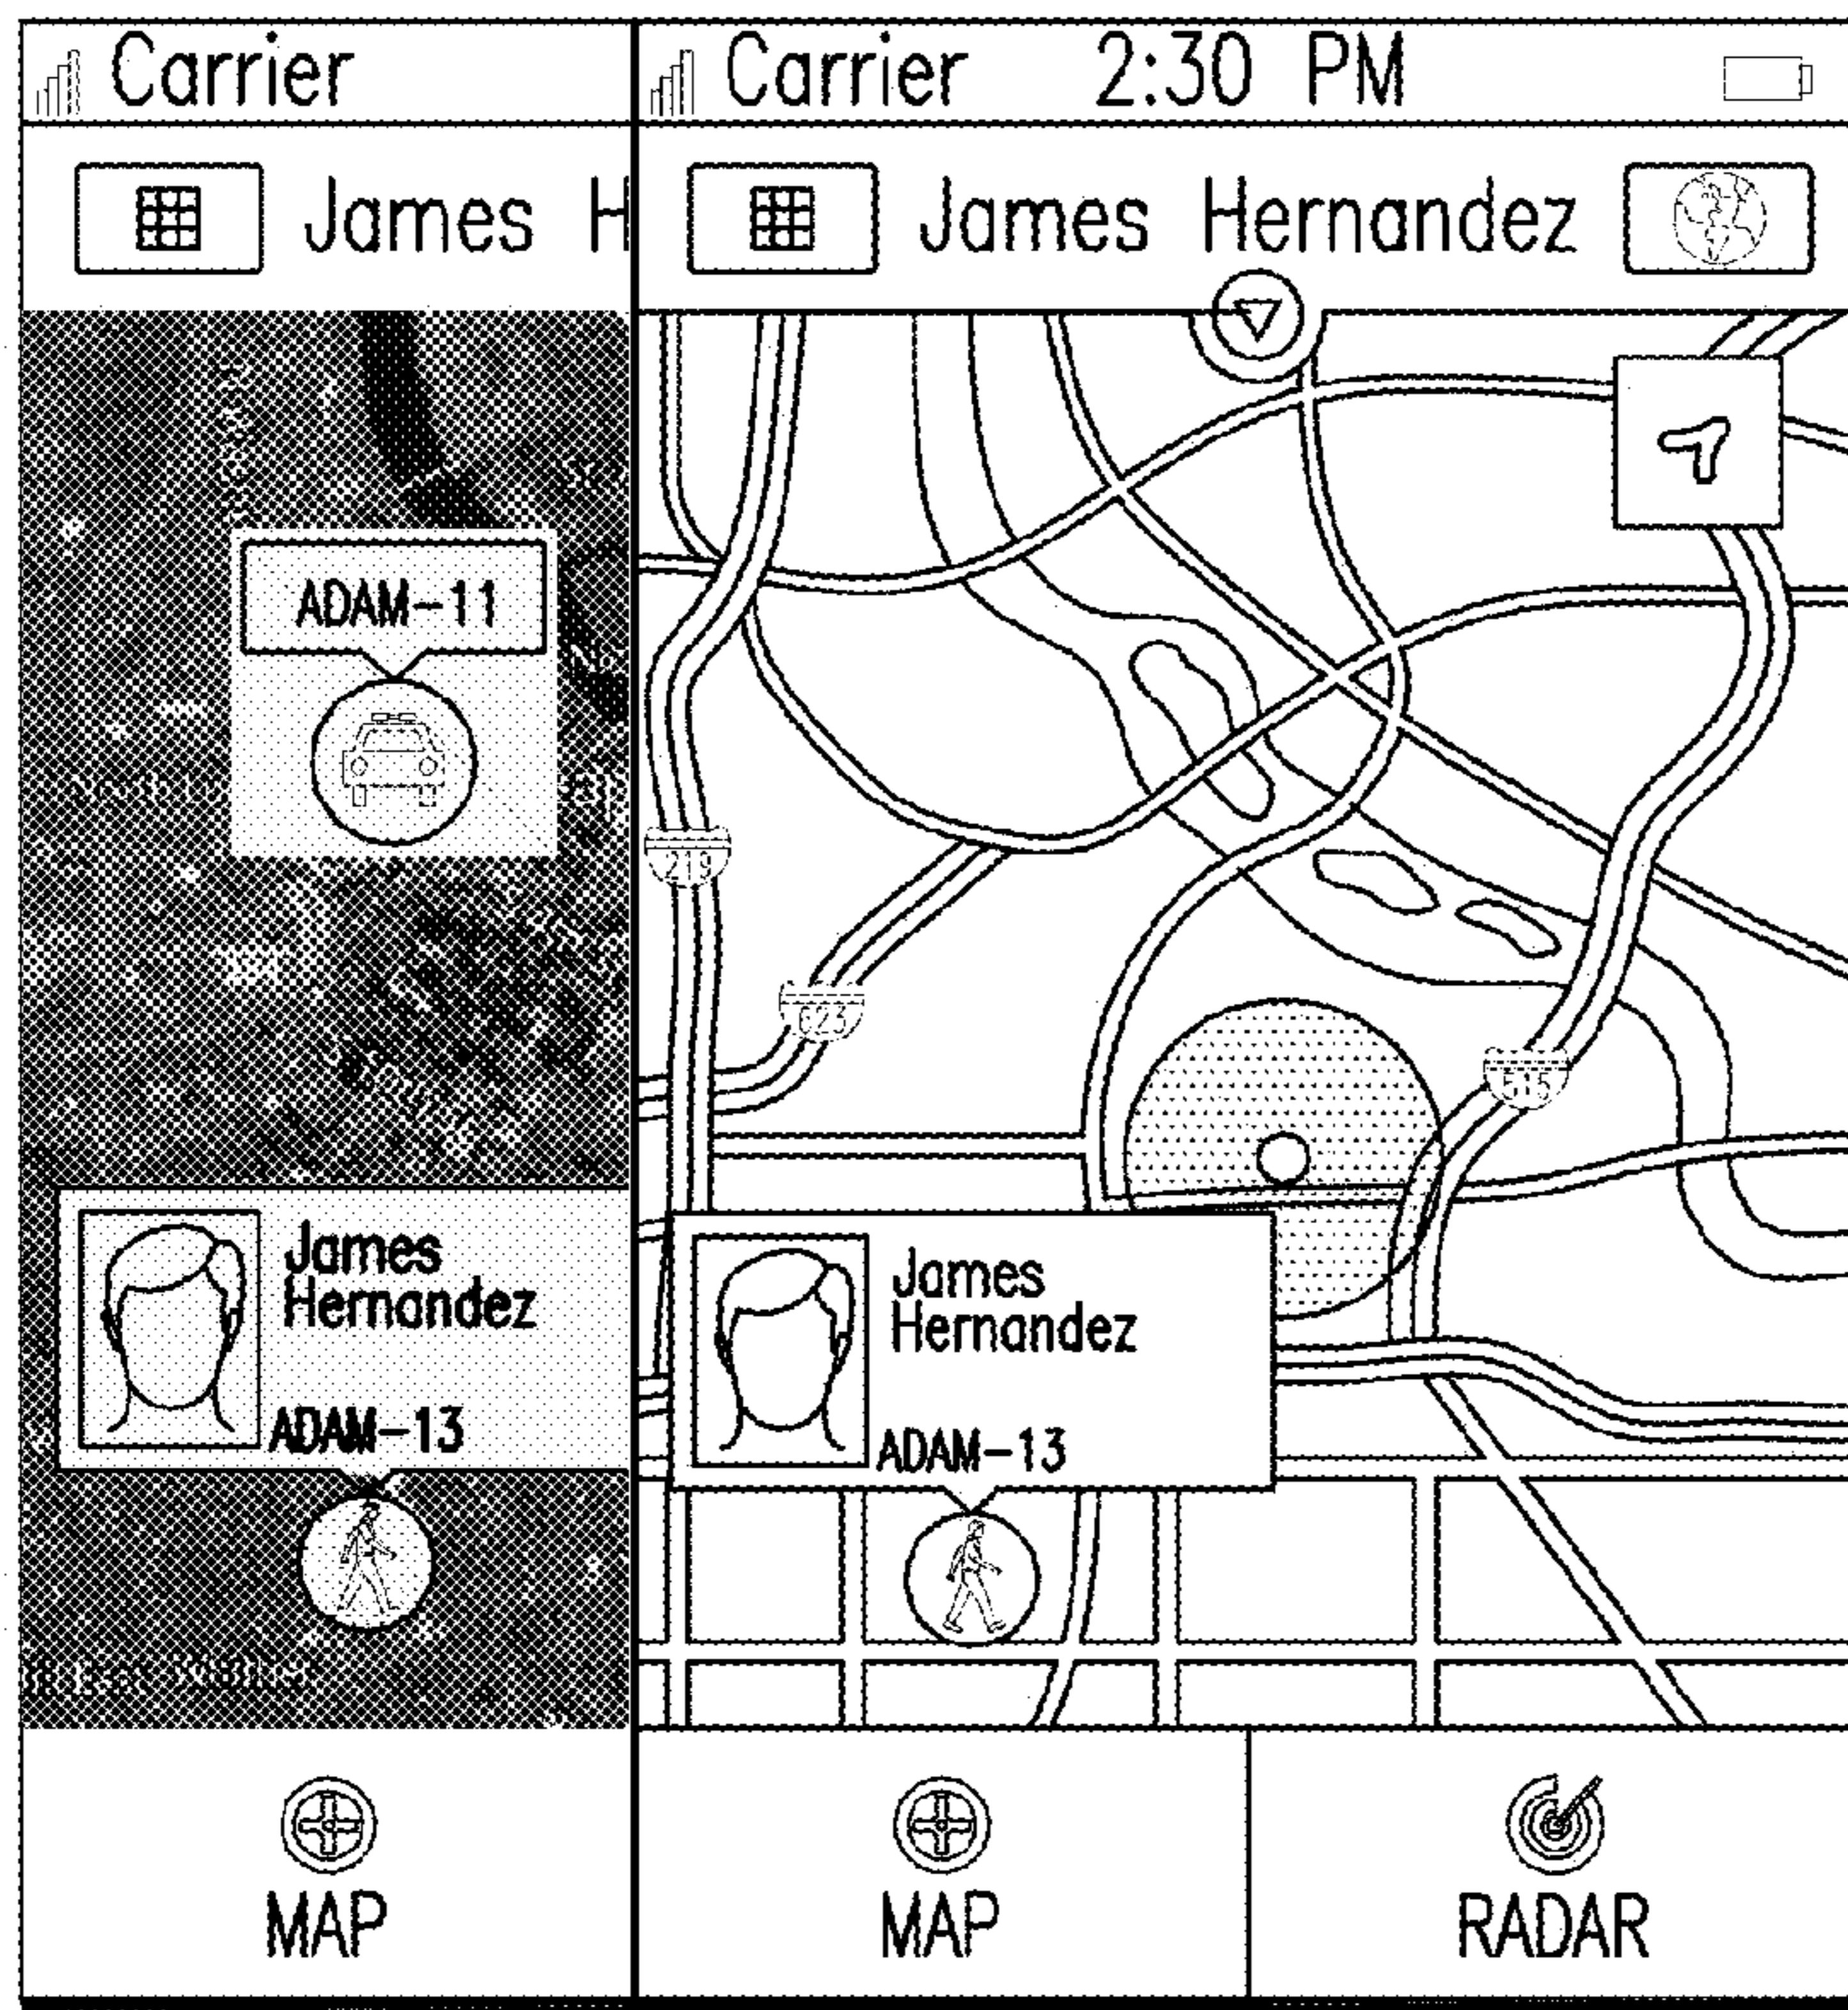 Carrier
James H
ADAM-11
James
Hernandez
ADAM-13
MAP
Carrier 2:30 PM
James Hernandez
219
623
515
James
Hernandez
ADAM-13
MAP
RADAR